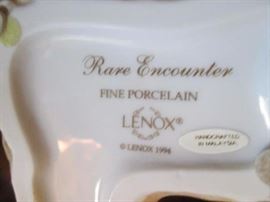 Rare Encounter
FINE PORCELAIN
LENOX®
© LENOX 1994
HANDCRAFTED
IN MALAYSIA